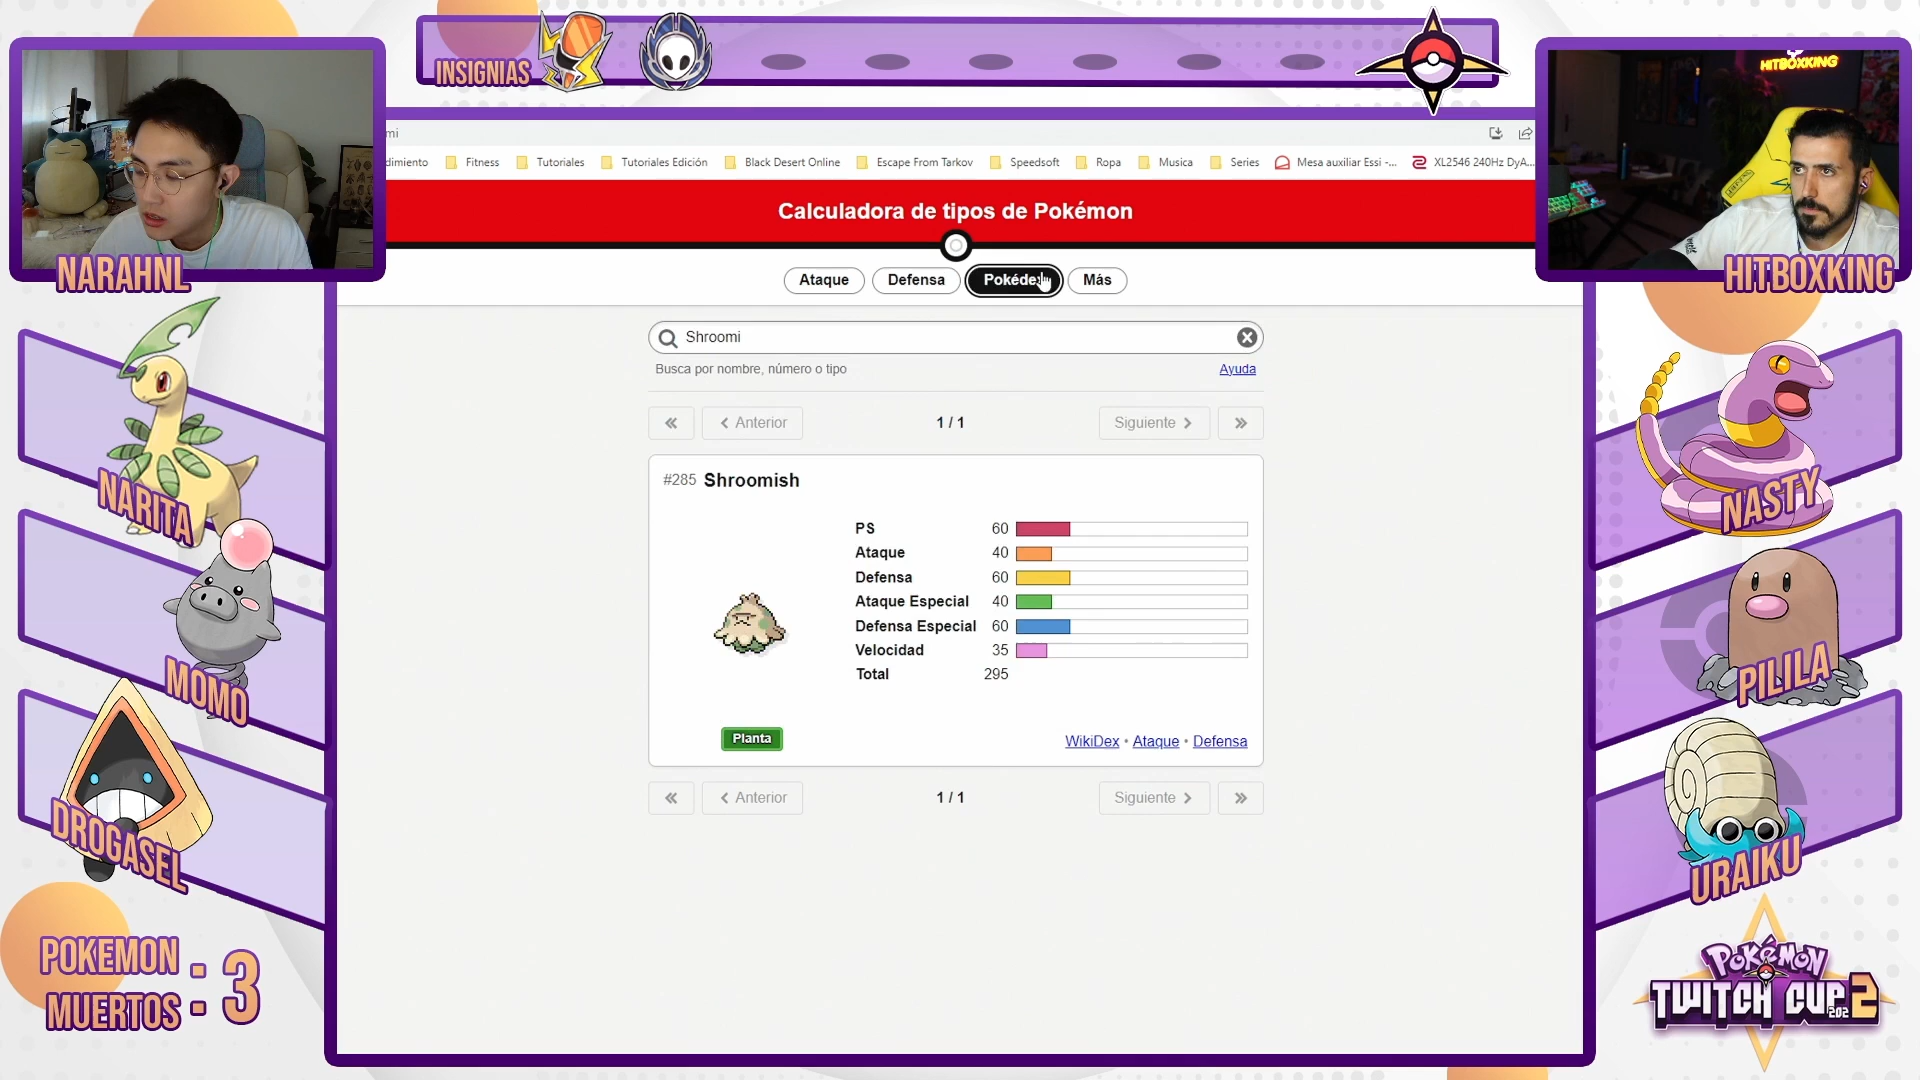 INSIGNIAS
HITBOXKING
mi
dimiento
Fitness
Tutoriales
Tutoriales Edición
Black Desert Online
Escape From Tarkov
Speedsoft
Ropa
Musica
Series
Mesa auxiliar Essi -...
XL2546 240Hz DyA...
Calculadora de tipos de Pokémon
Ataque
Defensa
Pokéde
Más
NARAHNL
HITBOXKING
Shroomi
Busca por nombre, número o tipo
Ayuda
« ‹ Anterior 1 / 1 Siguiente › »
#285 Shroomish
PS 60
Ataque 40
Defensa 60
Ataque Especial 40
Defensa Especial 60
Velocidad 35
Total 295
Planta
WikiDex • Ataque • Defensa
« ‹ Anterior 1 / 1 Siguiente › »
NARITA
MOMO
DROGASEL
NASTY
PILILA
URAIKU
POKEMON
MUERTOS : 3
POKéMON
TWITCH CUP 2022